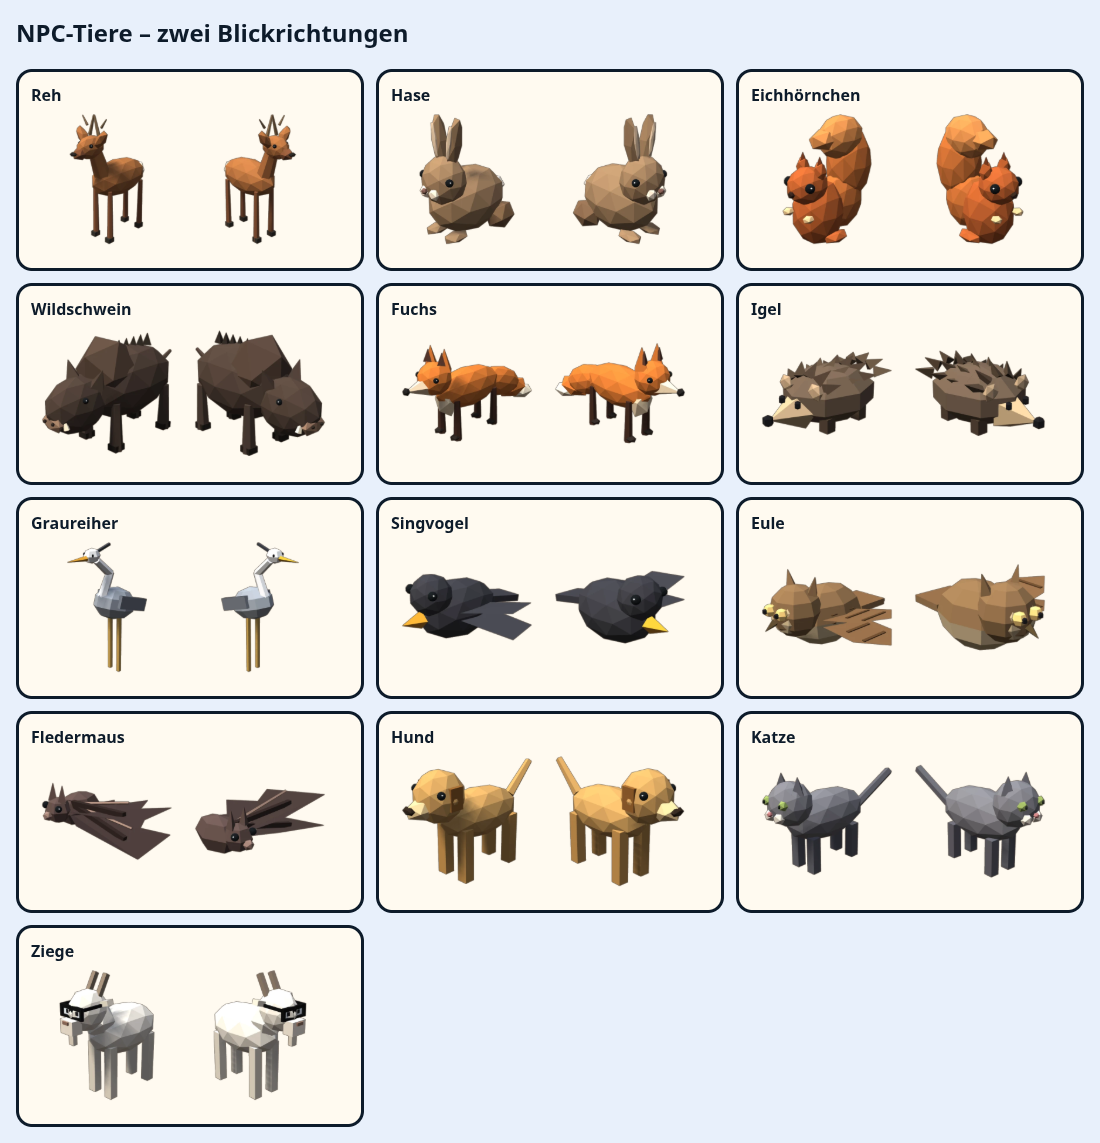 NPC-Tiere – zwei Blickrichtungen
Reh
Hase
Eichhörnchen
Wildschwein
Fuchs
Igel
Graureiher
Singvogel
Eule
Fledermaus
Hund
Katze
Ziege